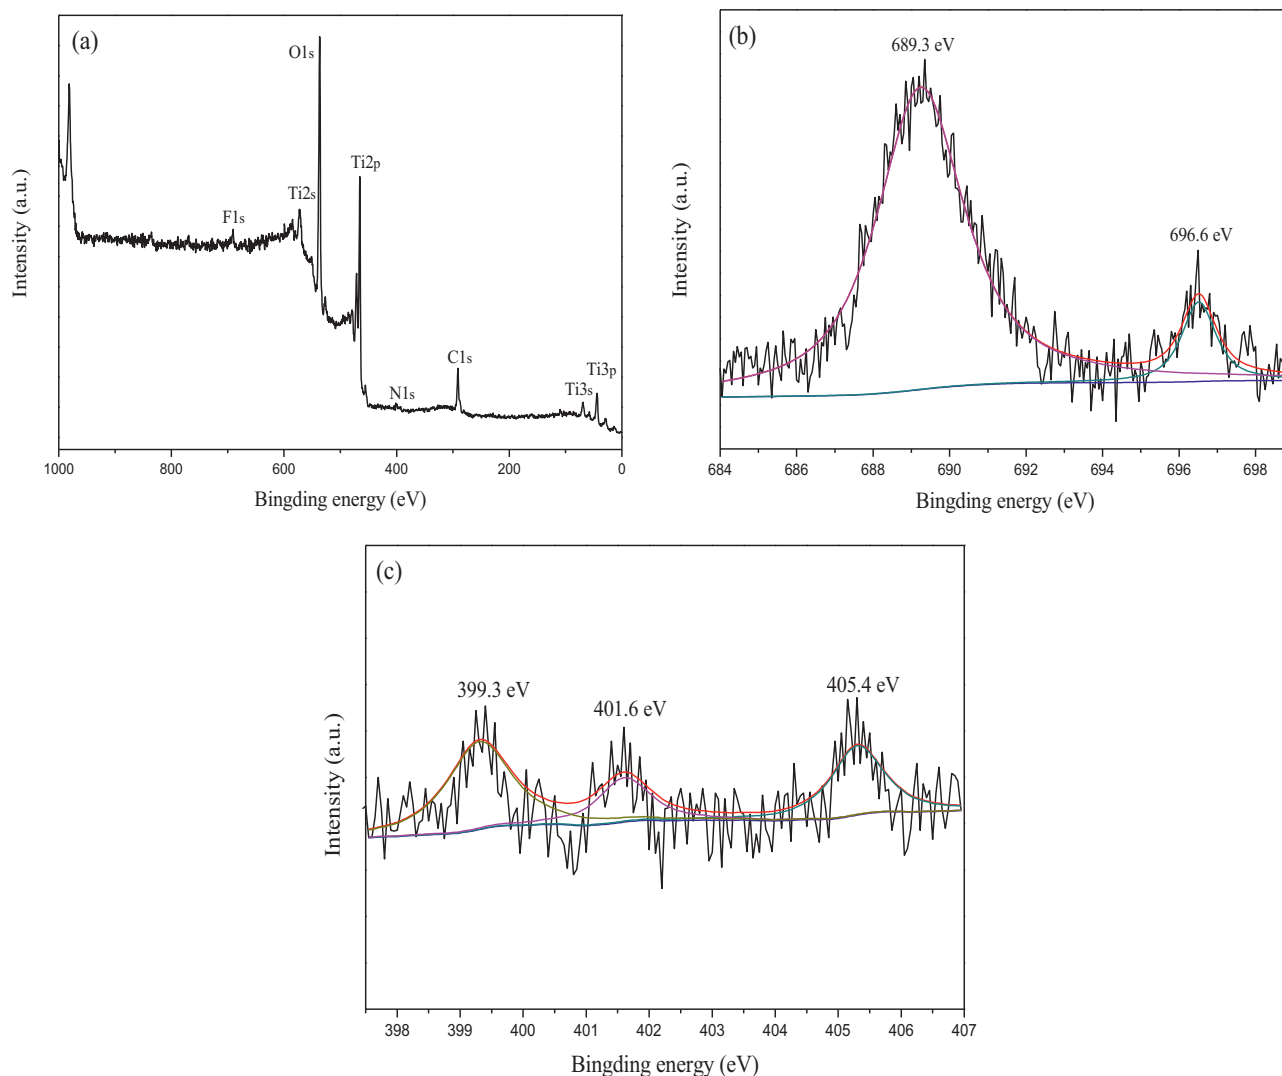 (a)
O1s
Ti2p
Ti2s
F1s
C1s
N1s
Ti3p
Ti3s
Intensity (a.u.)
1000 800 600 400 200 0
Bingding energy (eV)
(b)
689.3 eV
696.6 eV
Intensity (a.u.)
684 686 688 690 692 694 696 698
Bingding energy (eV)
(c)
399.3 eV
401.6 eV
405.4 eV
Intensity (a.u.)
398 399 400 401 402 403 404 405 406 407
Bingding energy (eV)